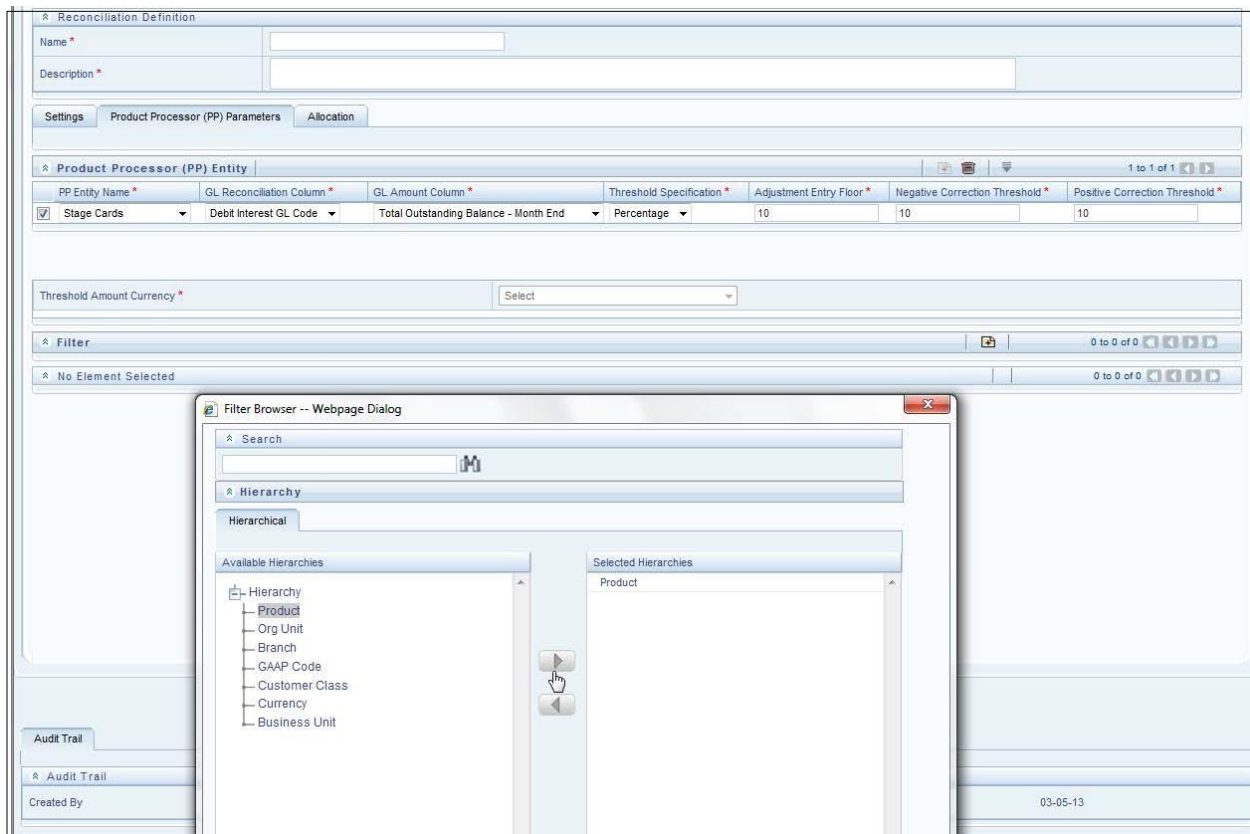 Reconciliation Definition
Name *
Description *
Settings Product Processor (PP) Parameters Allocation
Product Processor (PP) Entity 1 to 1 of 1
PP Entity Name * GL Reconciliation Column * GL Amount Column * Threshold Specification * Adjustment Entry Floor * Negative Correction Threshold * Positive Correction Threshold *
Stage Cards Debit Interest GL Code Total Outstanding Balance - Month End Percentage 10 10 10
Threshold Amount Currency * Select
Filter 0 to 0 of 0
No Element Selected 0 to 0 of 0
Filter Browser -- Webpage Dialog
Search
Hierarchy
Hierarchical
Available Hierarchies Selected Hierarchies
Hierarchy Product
Product
Org Unit
Branch
GAAP Code
Customer Class
Currency
Business Unit
Audit Trail
Audit Trail
Created By 03-05-13